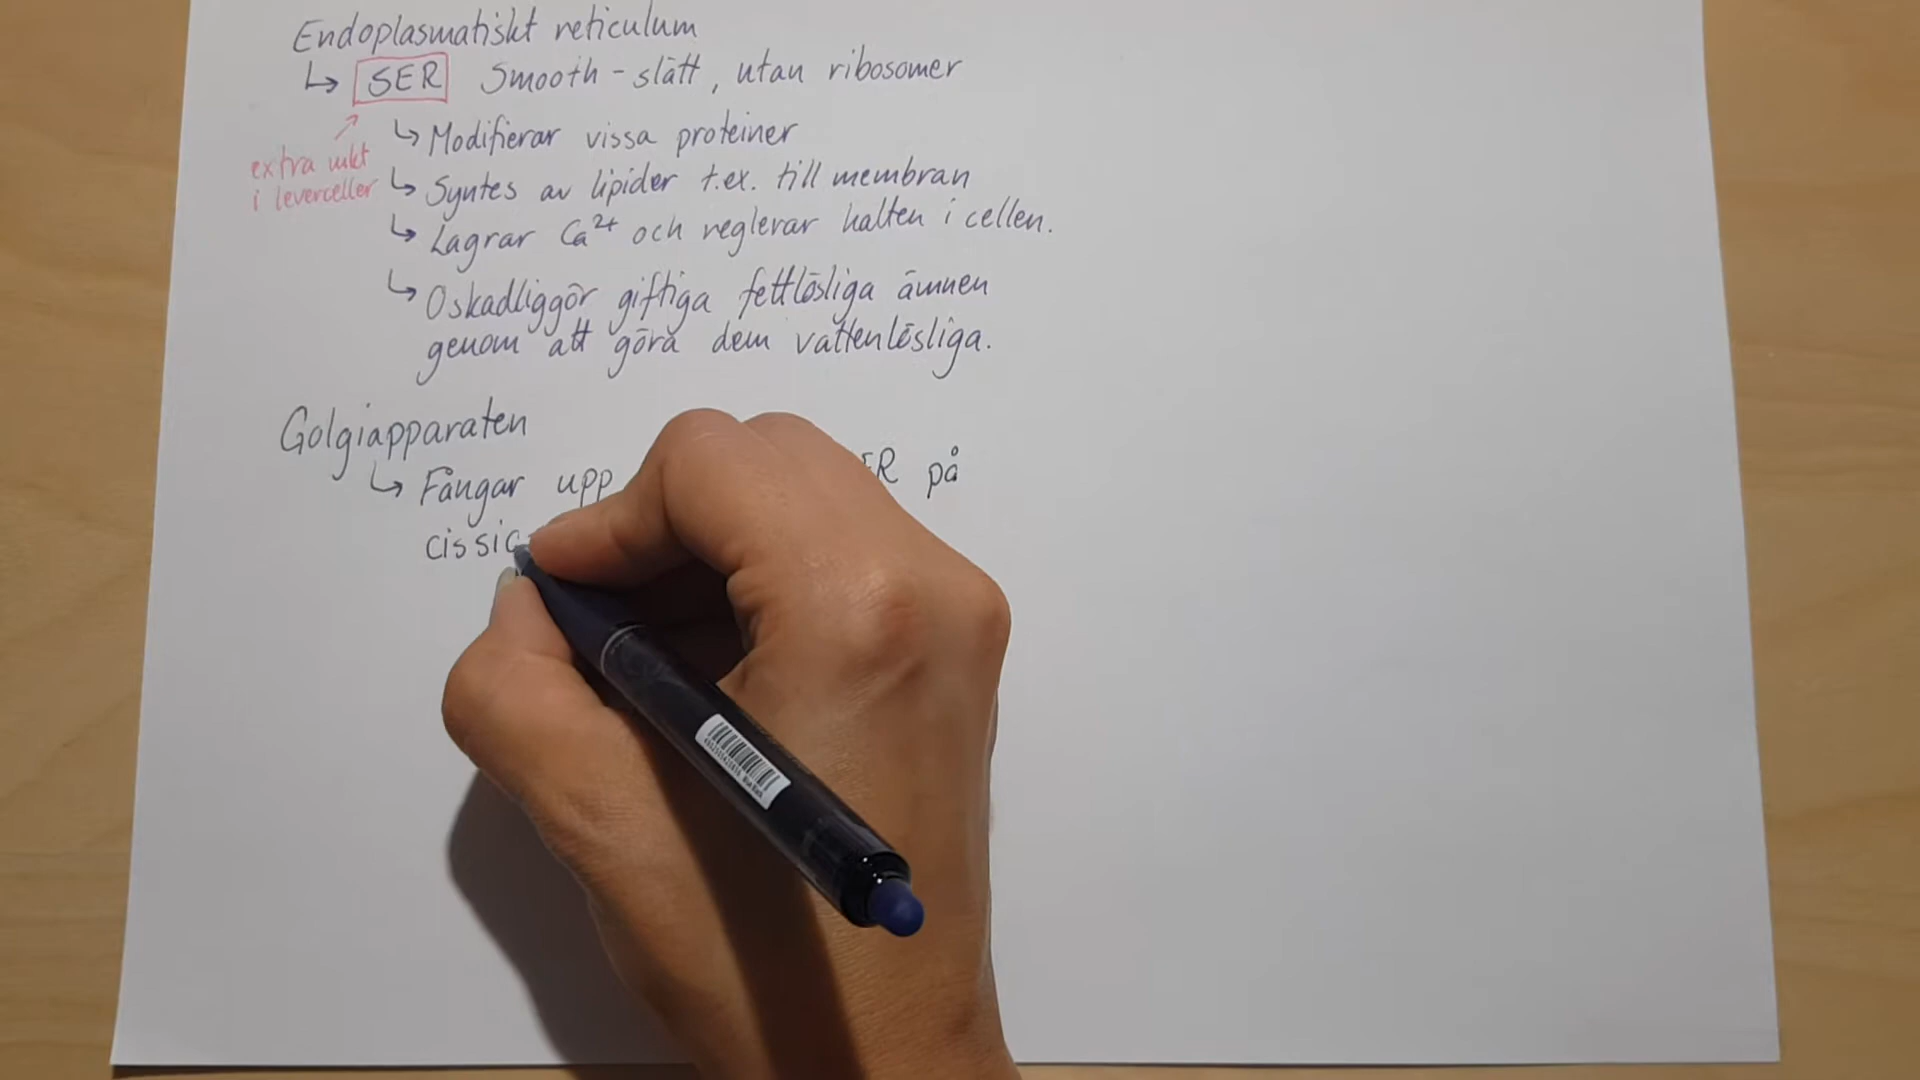 Endoplasmatiskt reticulum
↳ SER Smooth - slätt, utan ribosomer
↳ Modifierar vissa proteiner
extra mkt
i leverceller
↳ Syntes av lipider t.ex. till membran
↳ Lagrar Ca²⁺ och reglerar halten i cellen.
↳ Oskadliggör giftiga fettlösliga ämnen
genom att göra dem vattenlösliga.
Golgiapparaten
↳ Fångar upp ER på
cissid